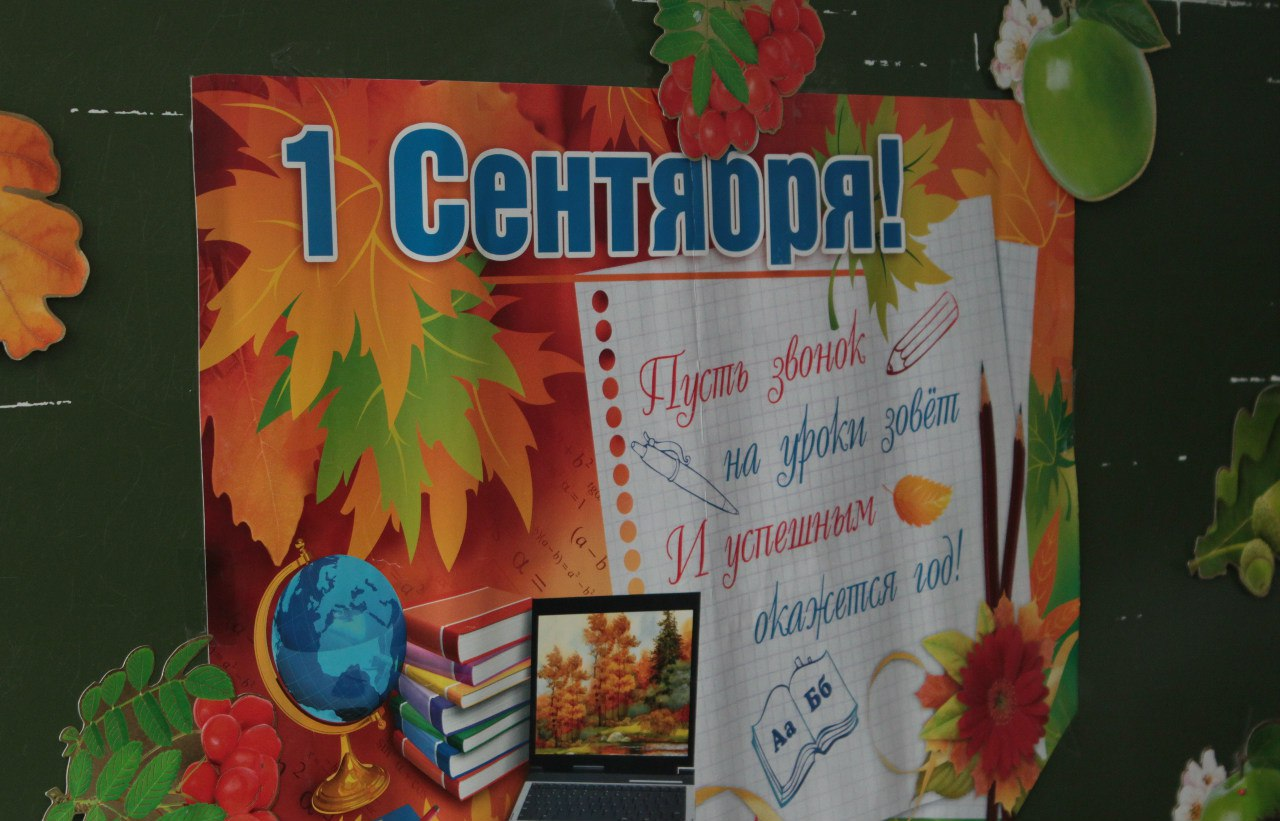 1 Сентября!
Пусть звонок
на уроки зовёт
И успешным
окажется год!
Аа Бб